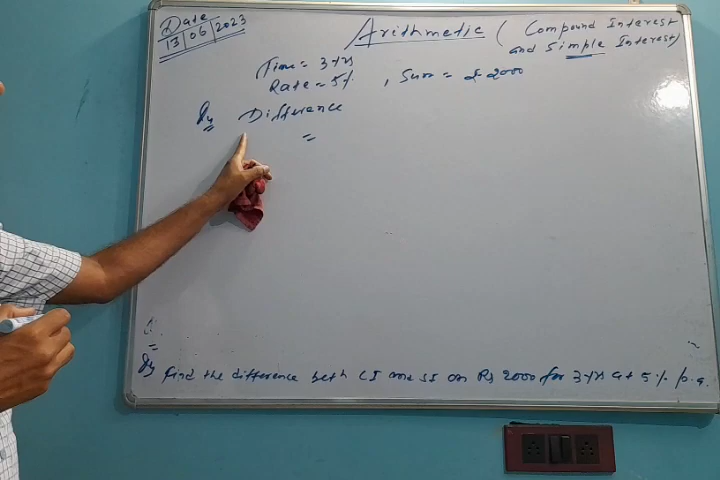 Date
13/06/2023
Arithmetic ( Compound Interest
and Simple Interest)
Time = 3 yrs
Rate = 5%, Sum = 2000
Difference
=
Q.
=
find the difference beth CI and SI on Rs 2000 for 3 yrs at 5% p.a.